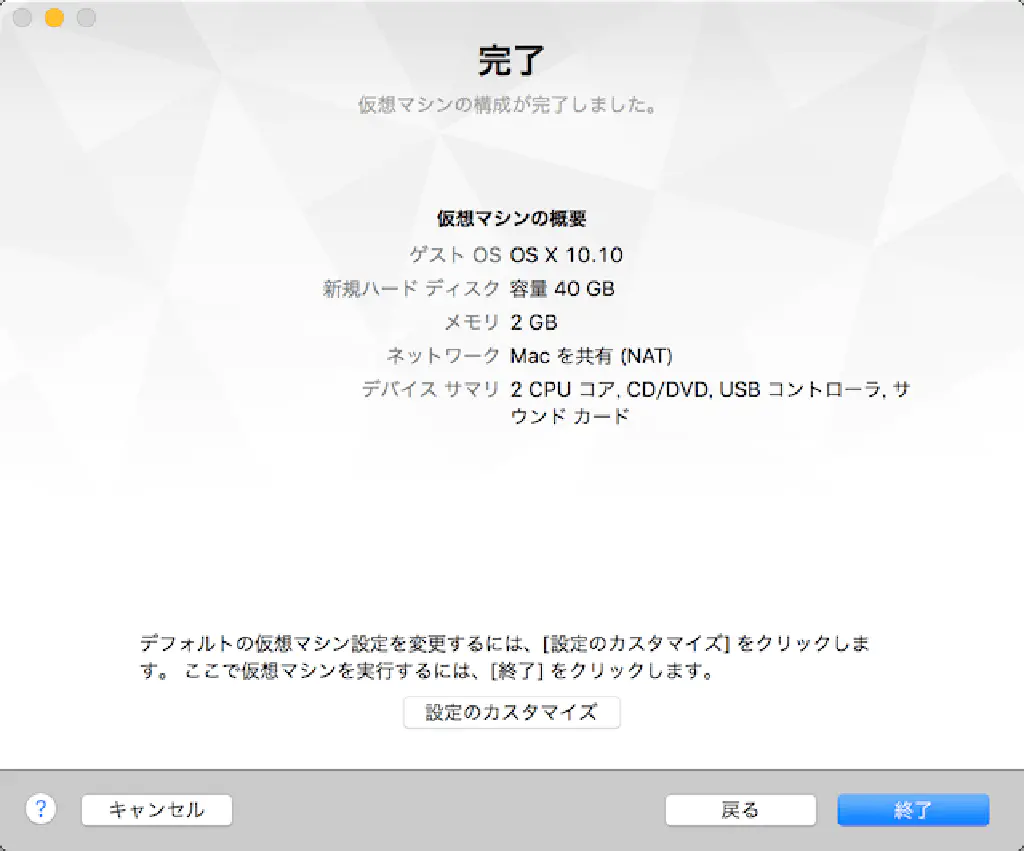 完了
仮想マシンの構成が完了しました。
仮想マシンの概要
ゲスト OS OS X 10.10
新規ハード ディスク 容量 40 GB
メモリ 2 GB
ネットワーク Mac を共有 (NAT)
デバイス サマリ 2 CPU コア, CD/DVD, USB コントローラ, サ
ウンド カード
デフォルトの仮想マシン設定を変更するには、[設定のカスタマイズ] をクリックしま
す。 ここで仮想マシンを実行するには、[終了] をクリックします。
設定のカスタマイズ
? キャンセル 戻る 終了